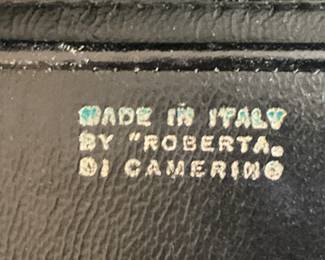 MADE IN ITALY
BY "ROBERTA
DI CAMERINO